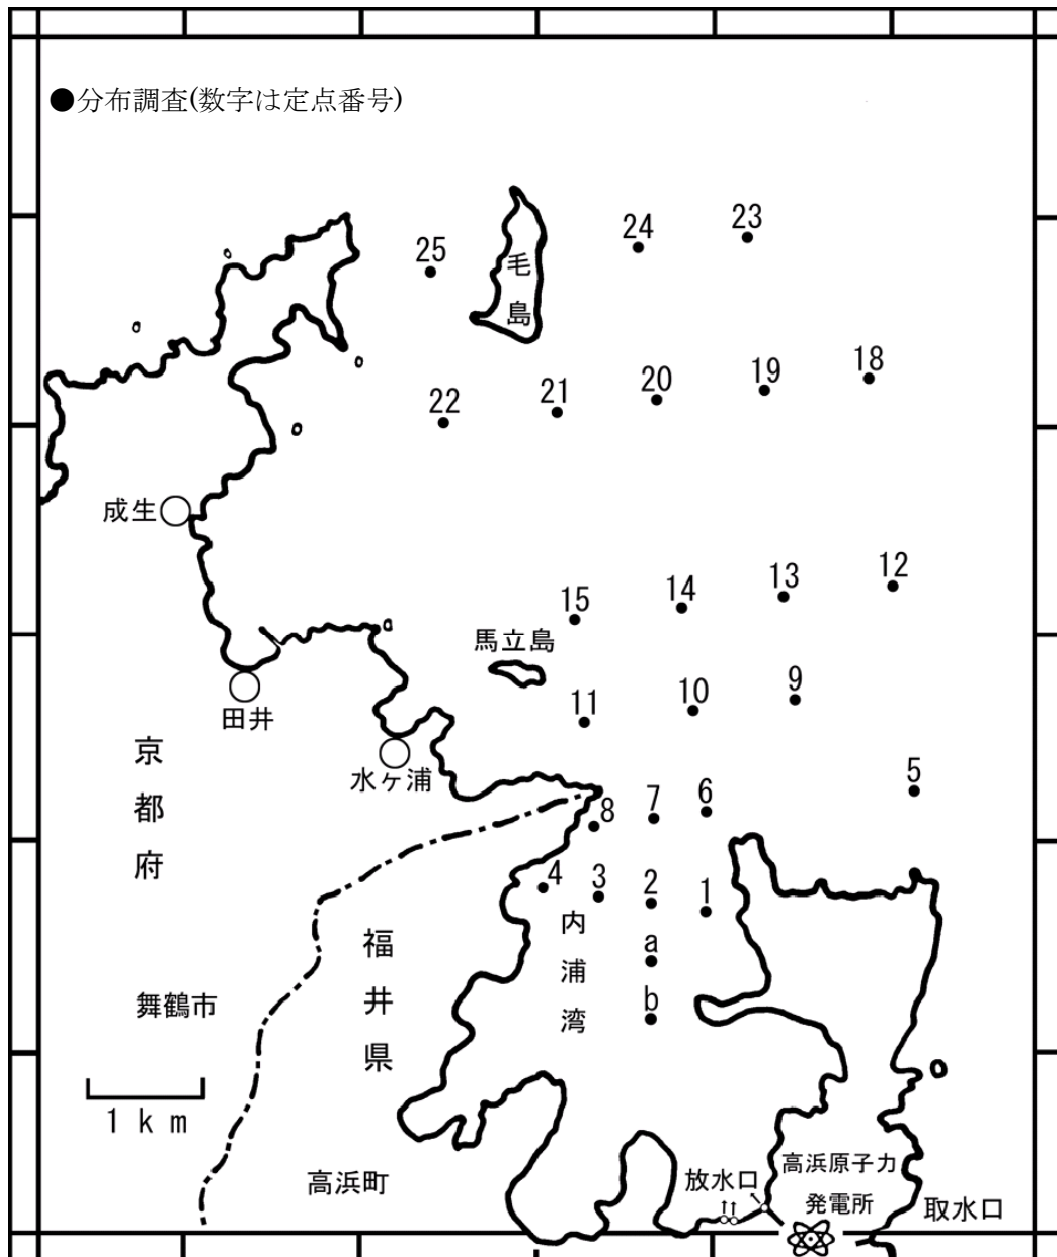 ●分布調査(数字は定点番号)
23
24
25
毛
島
18
19
20
21
22
成生
12
13
14
15
馬立島
9
10
11
田井
京
都
府
水ヶ浦
5
6
7
8
4
3
2
1
内
浦
湾
a
b
福
井
県
舞鶴市
1km
高浜町
放水口
高浜原子力
発電所
取水口